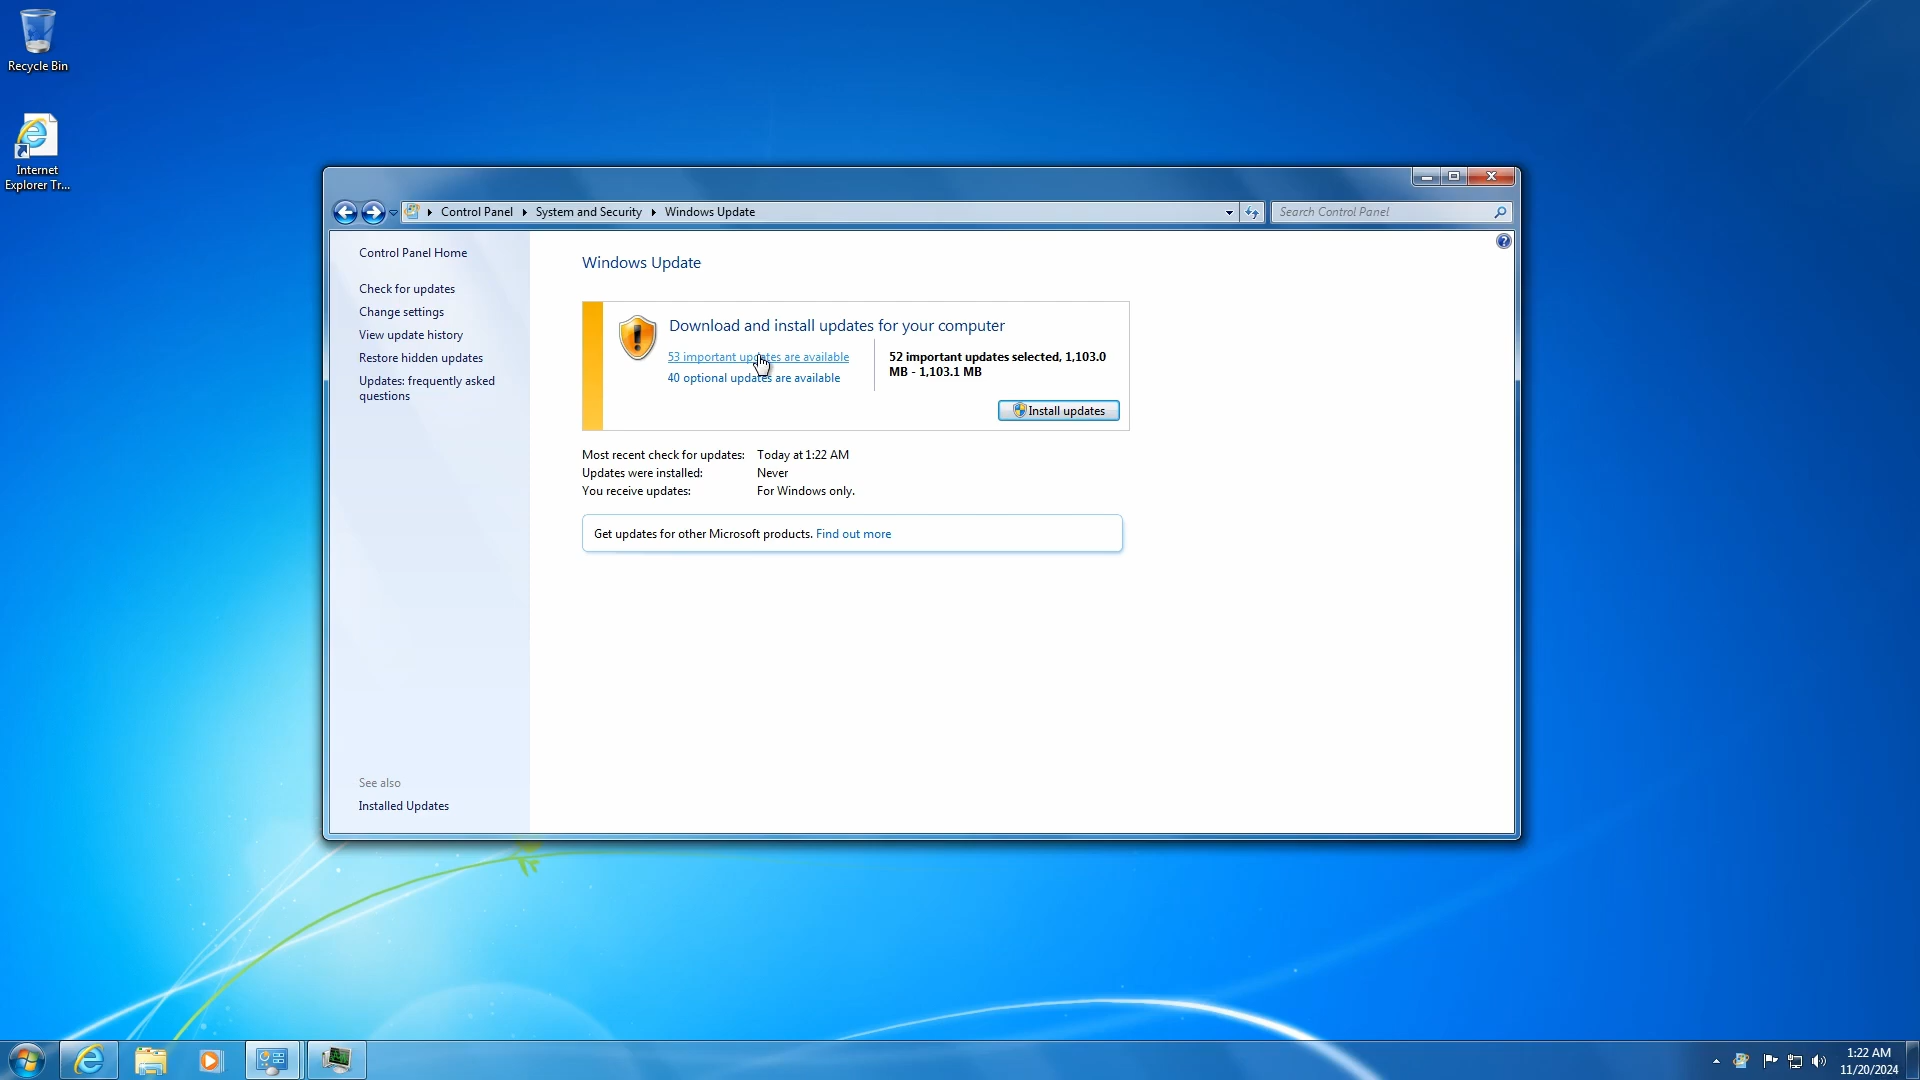 Recycle Bin
Internet
Explorer Tr...
Control Panel
System and Security
Windows Update
Search Control Panel
Control Panel Home
Check for updates
Change settings
View update history
Restore hidden updates
Updates: frequently asked
questions
See also
Installed Updates
Windows Update
Download and install updates for your computer
53 important updates are available
40 optional updates are available
52 important updates selected, 1,103.0
MB - 1,103.1 MB
Install updates
Most recent check for updates: Today at 1:22 AM
Updates were installed: Never
You receive updates: For Windows only.
Get updates for other Microsoft products. Find out more
1:22 AM
11/20/2024